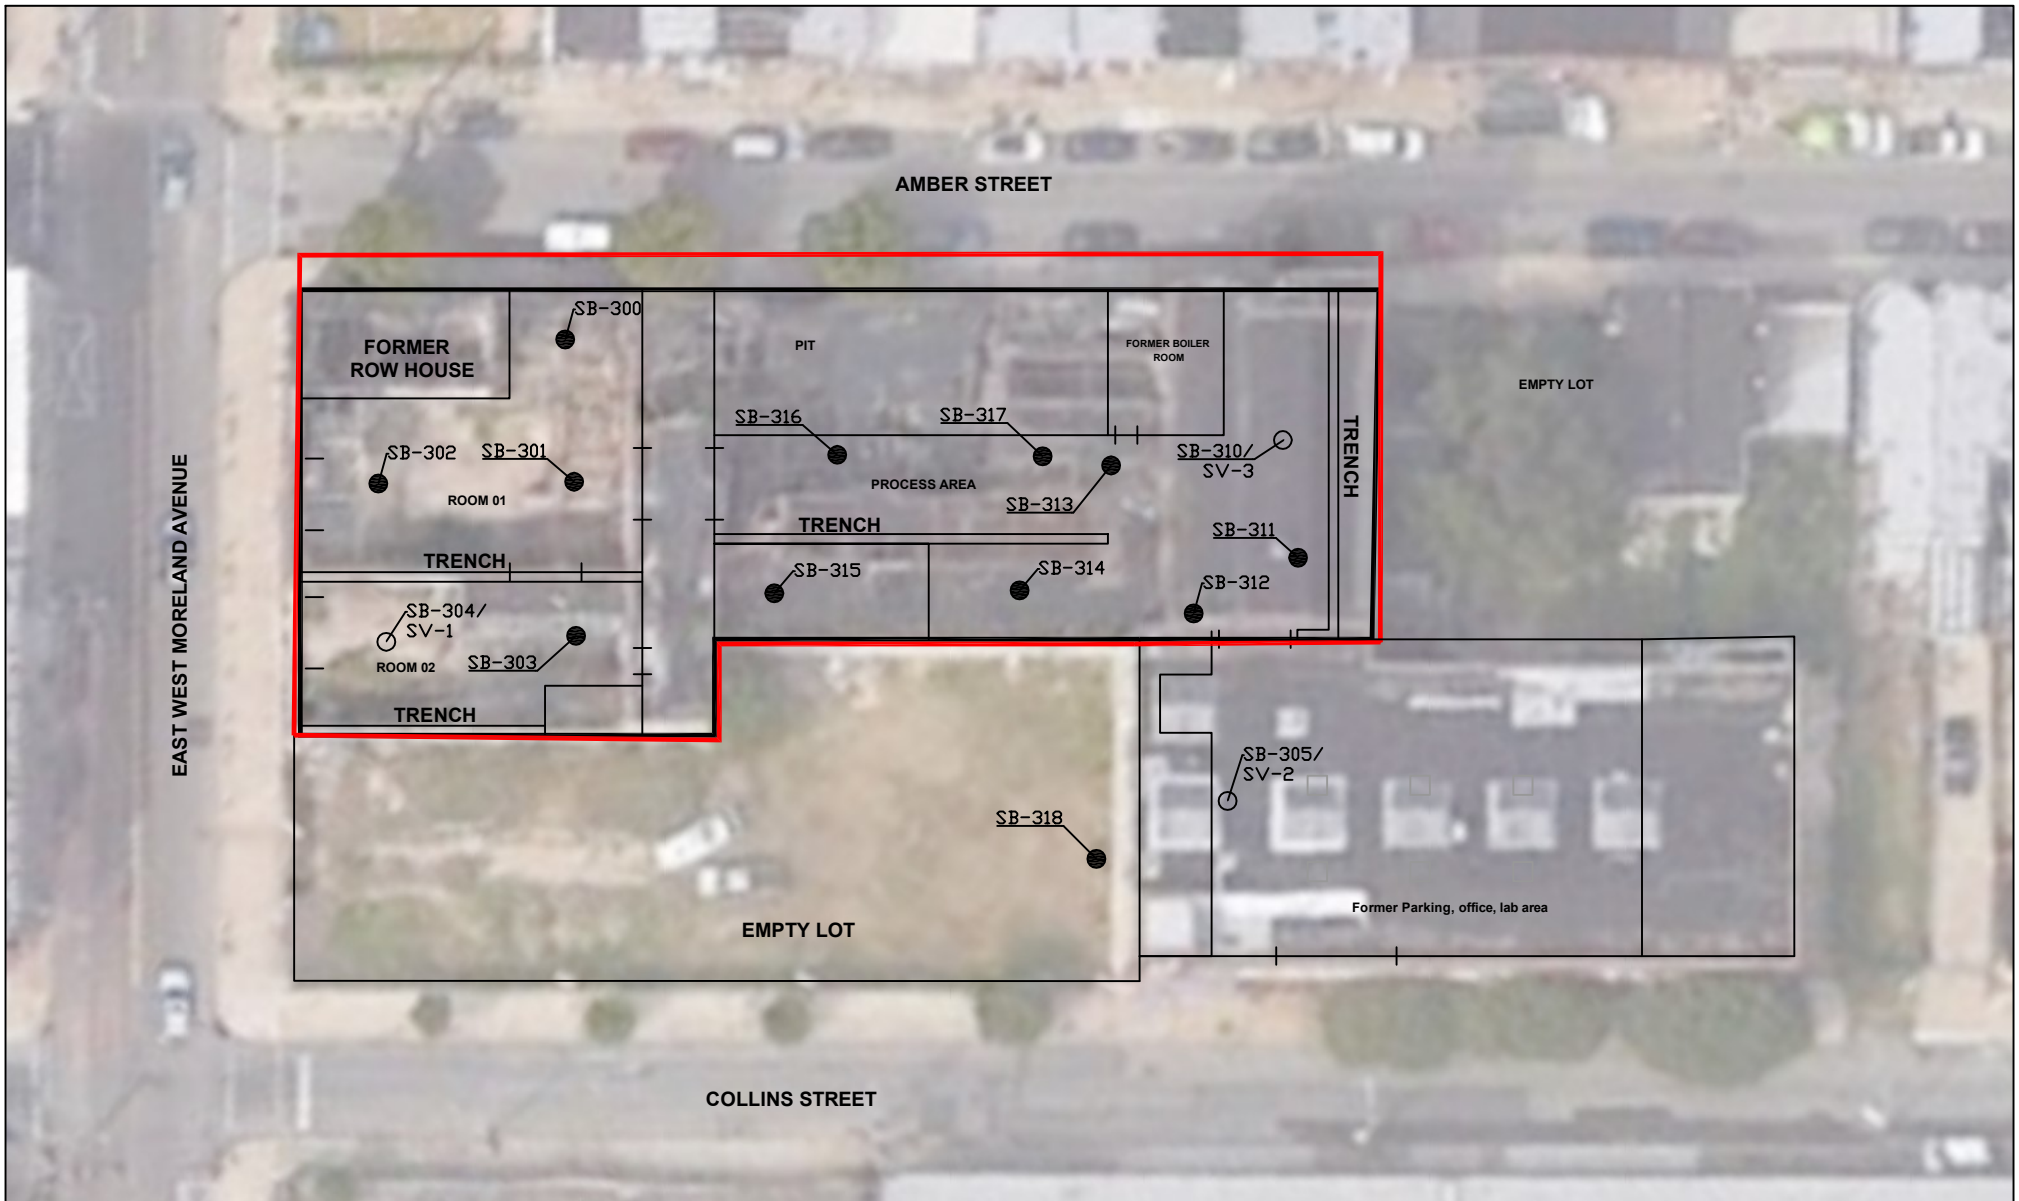 AMBER STREET
SB-300
FORMER
ROW HOUSE
PIT
FORMER BOILER
ROOM
EMPTY LOT
SB-316
SB-317
SB-302
SB-301
SB-310/
SV-3
TRENCH
ROOM 01
PROCESS AREA
SB-313
TRENCH
SB-311
TRENCH
SB-315
SB-314
SB-312
SB-304/
SV-1
SB-303
ROOM 02
TRENCH
EAST WEST MORELAND AVENUE
SB-305/
SV-2
SB-318
Former Parking, office, lab area
EMPTY LOT
COLLINS STREET